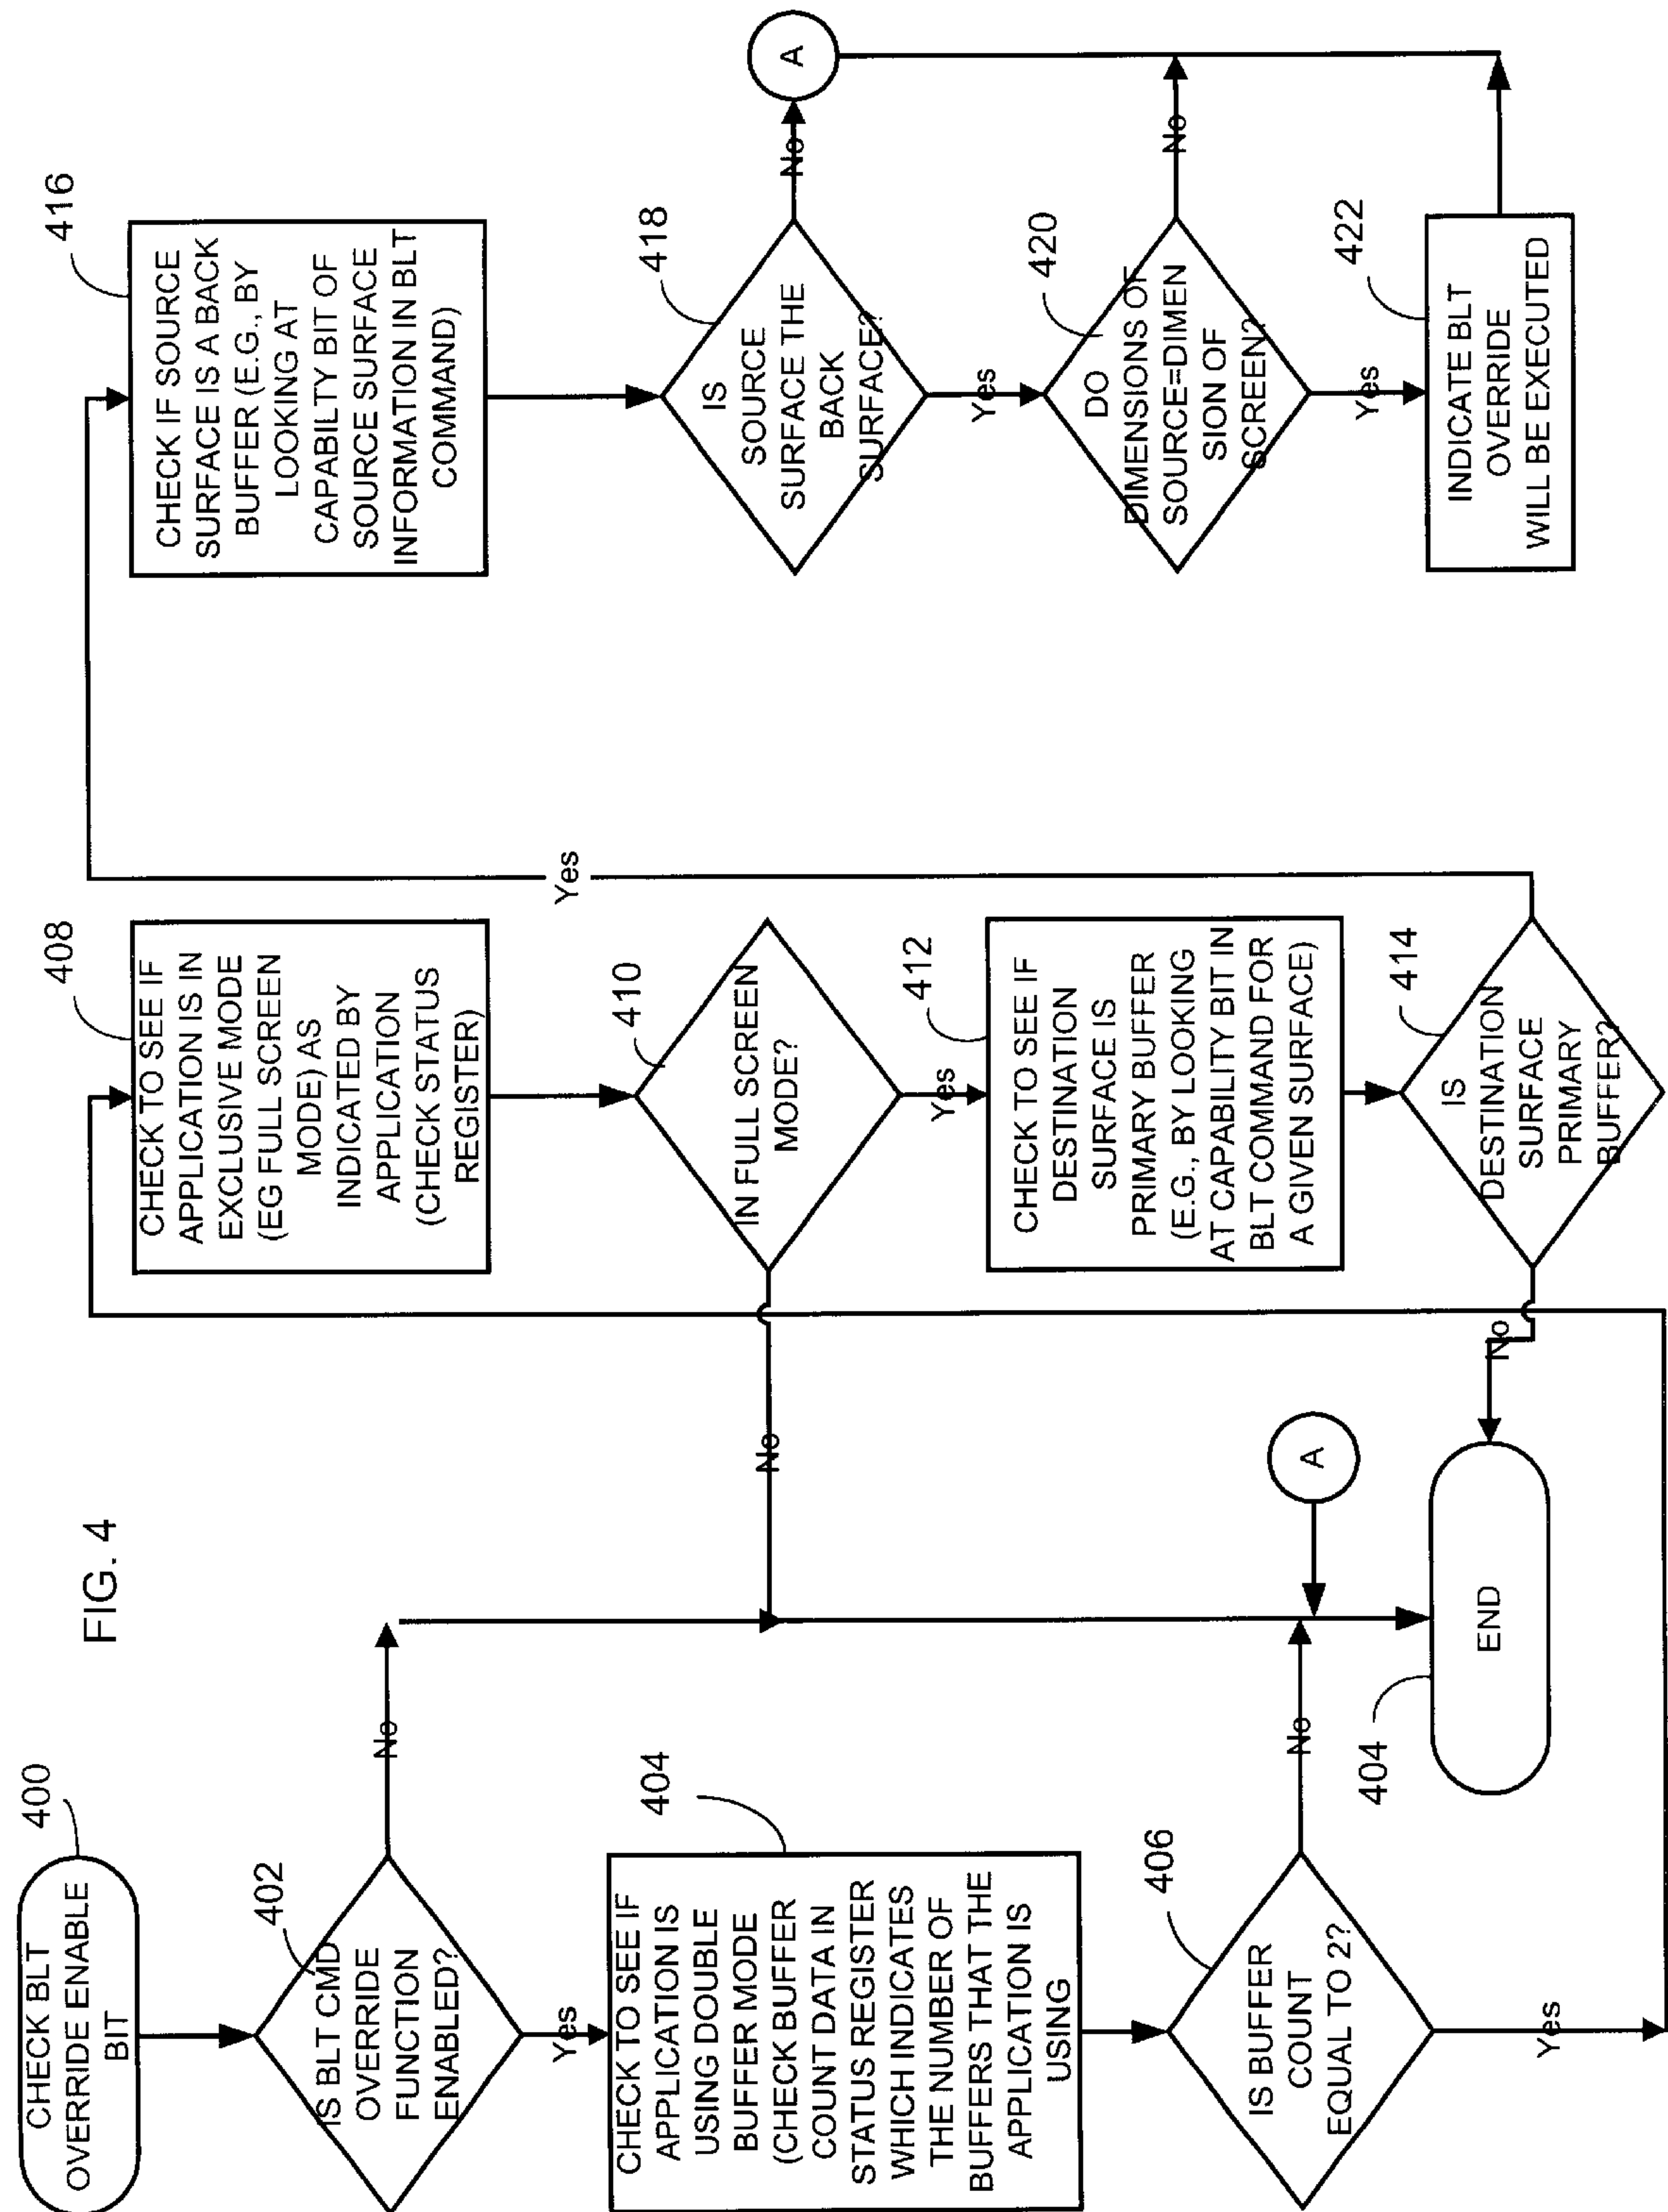 FIG. 4
CHECK BLT
OVERRIDE ENABLE
BIT
400
IS BLT CMD
OVERRIDE
FUNCTION
ENABLED?
402
No
Yes
CHECK TO SEE IF
APPLICATION IS
USING DOUBLE
BUFFER MODE
(CHECK BUFFER
COUNT DATA IN
STATUS REGISTER
WHICH INDICATES
THE NUMBER OF
BUFFERS THAT THE
APPLICATION IS
USING
404
IS BUFFER
COUNT
EQUAL TO 2?
406
No
Yes
A
END
404
CHECK TO SEE IF
APPLICATION IS IN
EXCLUSIVE MODE
(EG FULL SCREEN
MODE) AS
INDICATED BY
APPLICATION
(CHECK STATUS
REGISTER)
408
IN FULL SCREEN
MODE?
410
No
Yes
CHECK TO SEE IF
DESTINATION
SURFACE IS
PRIMARY BUFFER
(E.G., BY LOOKING
AT CAPABILITY BIT IN
BLT COMMAND FOR
A GIVEN SURFACE)
412
IS
DESTINATION
SURFACE
PRIMARY
BUFFER?
414
No
Yes
CHECK IF SOURCE
SURFACE IS A BACK
BUFFER (E.G., BY
LOOKING AT
CAPABILTY BIT OF
SOURCE SURFACE
INFORMATION IN BLT
COMMAND)
416
IS
SOURCE
SURFACE THE
BACK
SURFACE?
418
No
A
Yes
DO
DIMENSIONS OF
SOURCE=DIMEN
SION OF
SCREEN?
420
No
Yes
INDICATE BLT
OVERRIDE
WILL BE EXECUTED
422